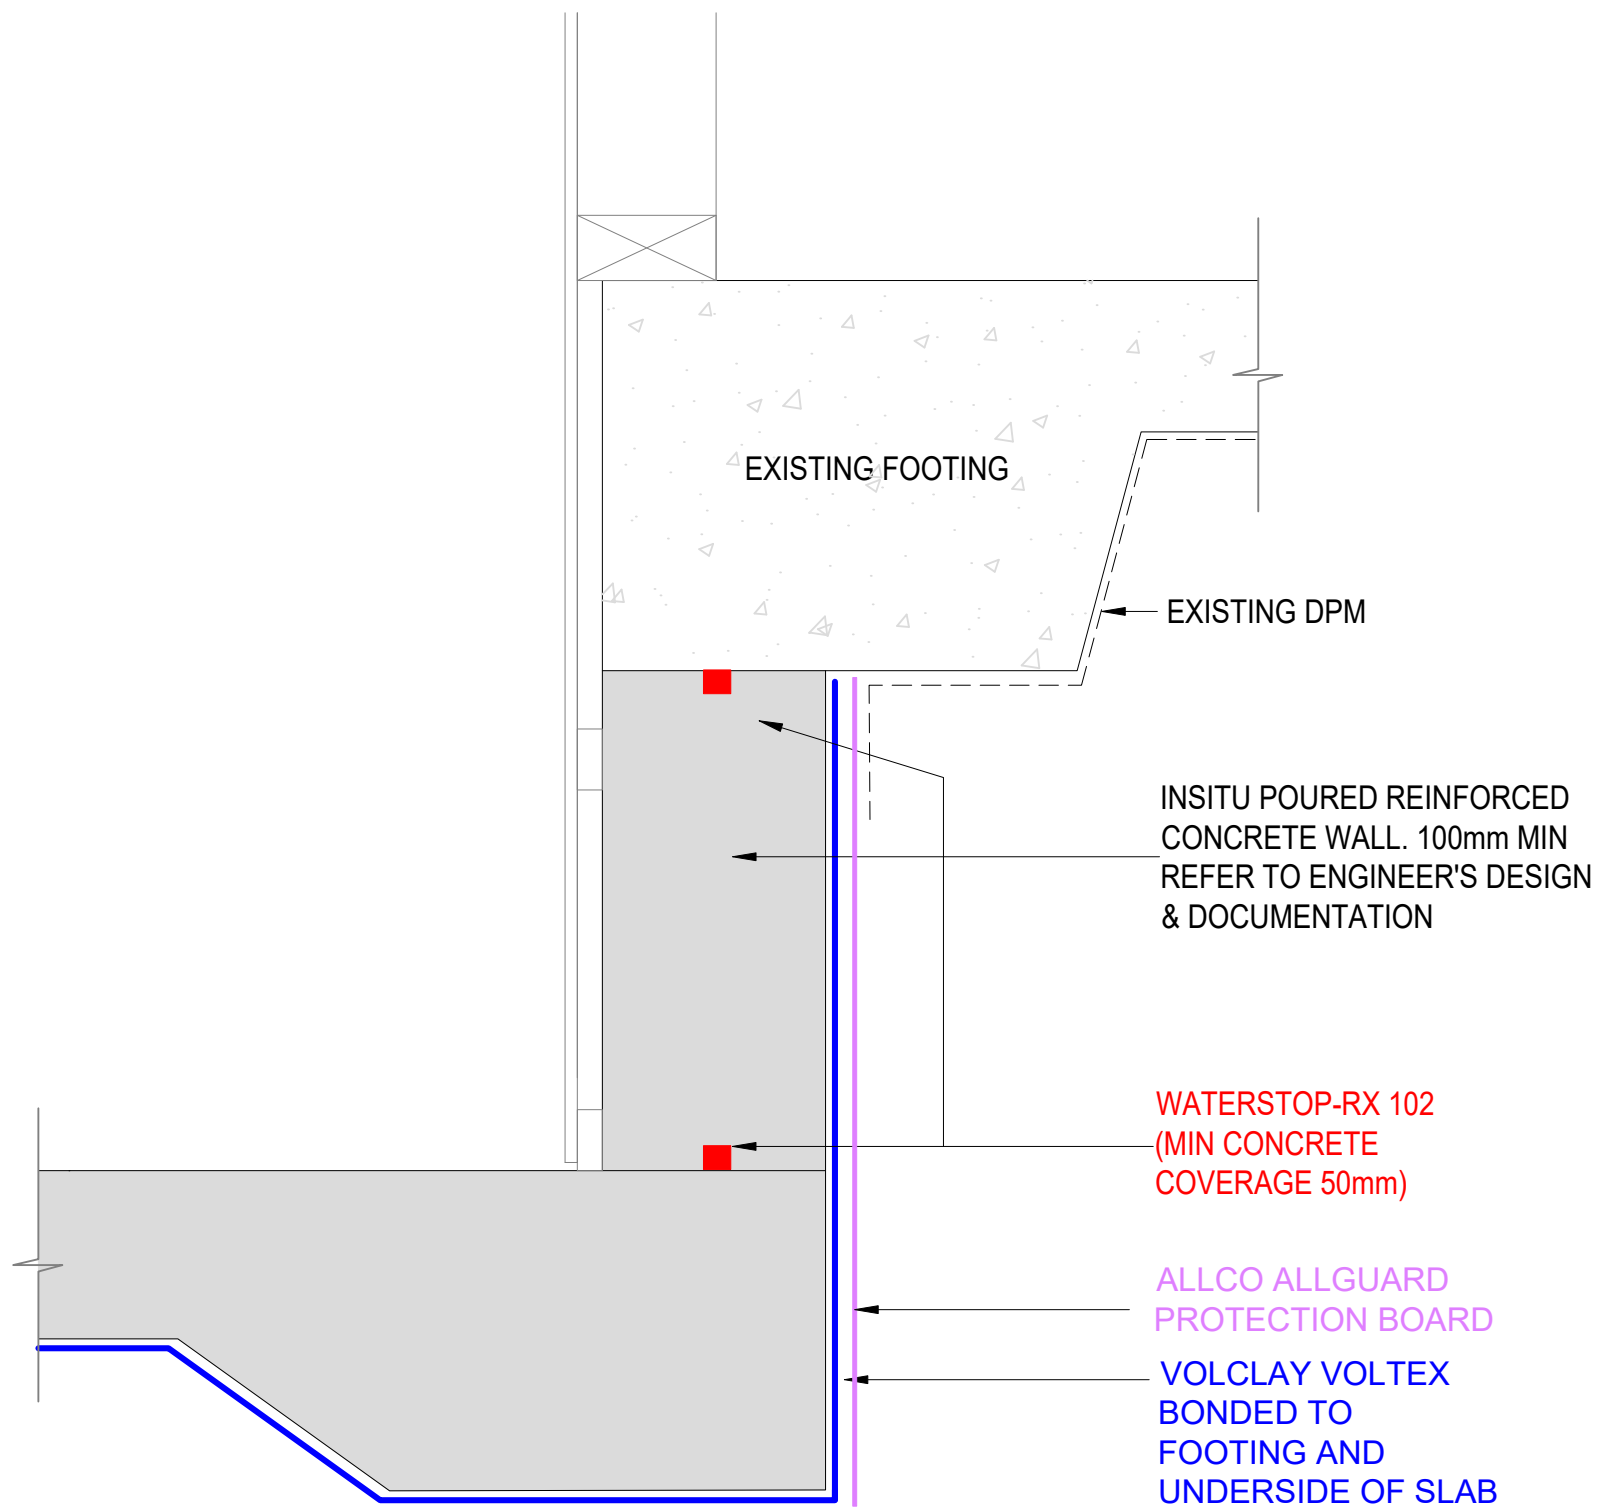 EXISTING FOOTING
EXISTING DPM
INSITU POURED REINFORCED
CONCRETE WALL. 100mm MIN
REFER TO ENGINEER'S DESIGN
& DOCUMENTATION
WATERSTOP-RX 102
(MIN CONCRETE
COVERAGE 50mm)
ALLCO ALLGUARD
PROTECTION BOARD
VOLCLAY VOLTEX
BONDED TO
FOOTING AND
UNDERSIDE OF SLAB